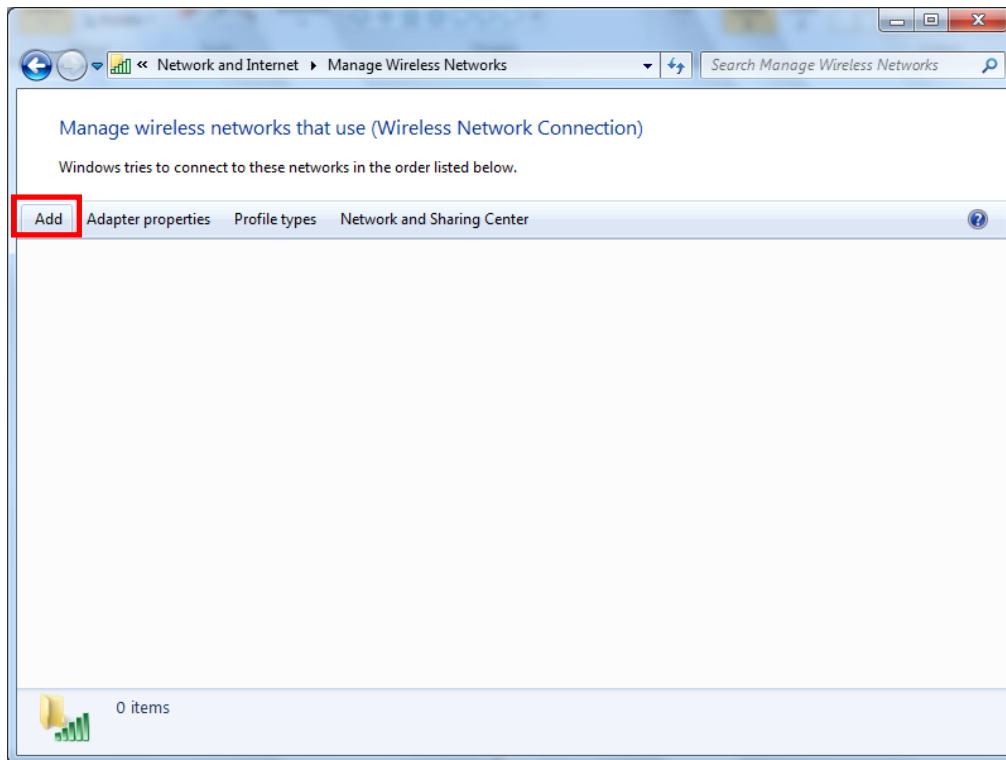 « Network and Internet ▸ Manage Wireless Networks
Search Manage Wireless Networks
Manage wireless networks that use (Wireless Network Connection)
Windows tries to connect to these networks in the order listed below.
Add Adapter properties Profile types Network and Sharing Center
0 items